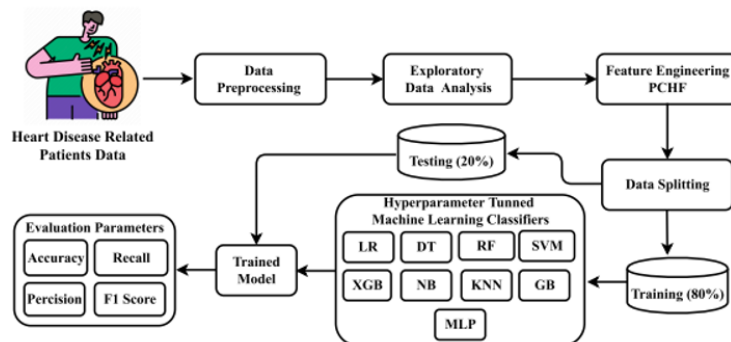 Heart Disease Related
Patients Data
Data
Preprocessing
Exploratory
Data Analysis
Feature Engineering
PCHF
Data Splitting
Testing (20%)
Training (80%)
Hyperparameter Tunned
Machine Learning Classifiers
LR
DT
RF
SVM
XGB
NB
KNN
GB
MLP
Trained
Model
Evaluation Parameters
Accuracy
Recall
Percision
F1 Score